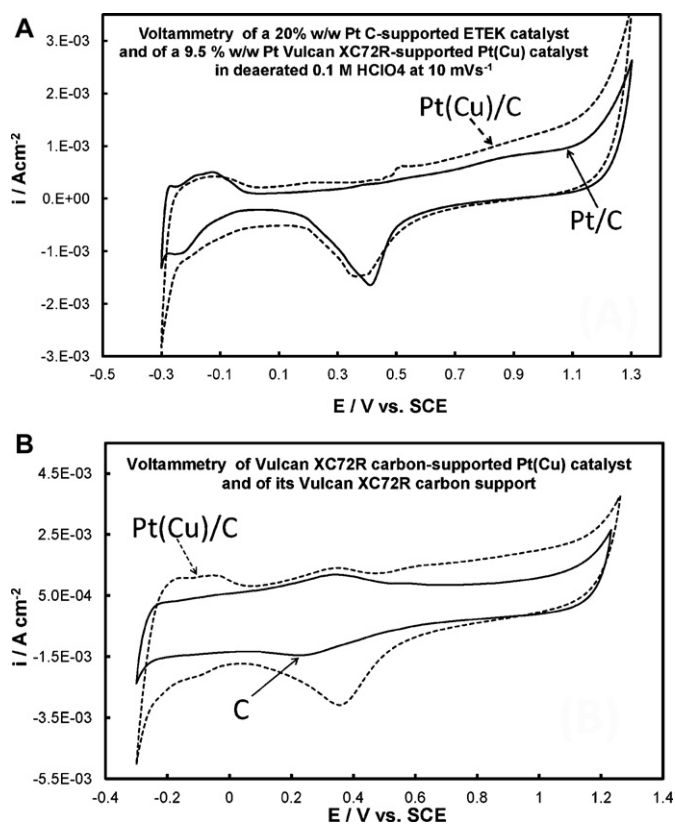 A
Voltammetry of a 20% w/w Pt C-supported ETEK catalyst
and of a 9.5 % w/w Pt Vulcan XC72R-supported Pt(Cu) catalyst
in deaerated 0.1 M HClO4 at 10 mVs-1
3.E-03
2.E-03
1.E-03
0.E+00
-1.E-03
-2.E-03
-3.E-03
i / Acm-2
Pt(Cu)/C
Pt/C
(A)
-0.5 -0.3 -0.1 0.1 0.3 0.5 0.7 0.9 1.1 1.3
E / V vs. SCE
B
Voltammetry of Vulcan XC72R carbon-supported Pt(Cu) catalyst
and of its Vulcan XC72R carbon support
4.5E-03
2.5E-03
5.0E-04
-1.5E-03
-3.5E-03
-5.5E-03
i / A cm-2
Pt(Cu)/C
C
(B)
-0.4 -0.2 0 0.2 0.4 0.6 0.8 1 1.2 1.4
E / V vs. SCE